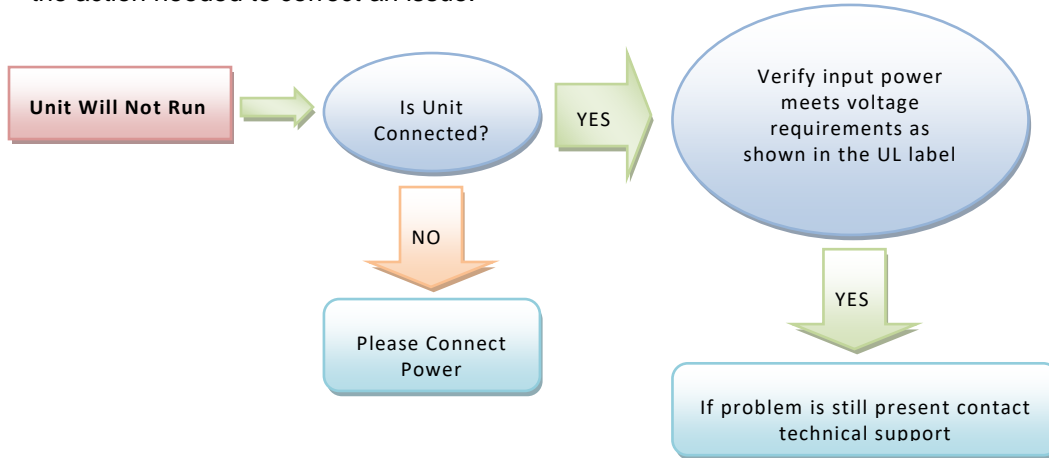 the action needed to correct an issue.
Unit Will Not Run
Is Unit
Connected?
YES
Verify input power
meets voltage
requirements as
shown in the UL label
NO
Please Connect
Power
YES
If problem is still present contact
technical support